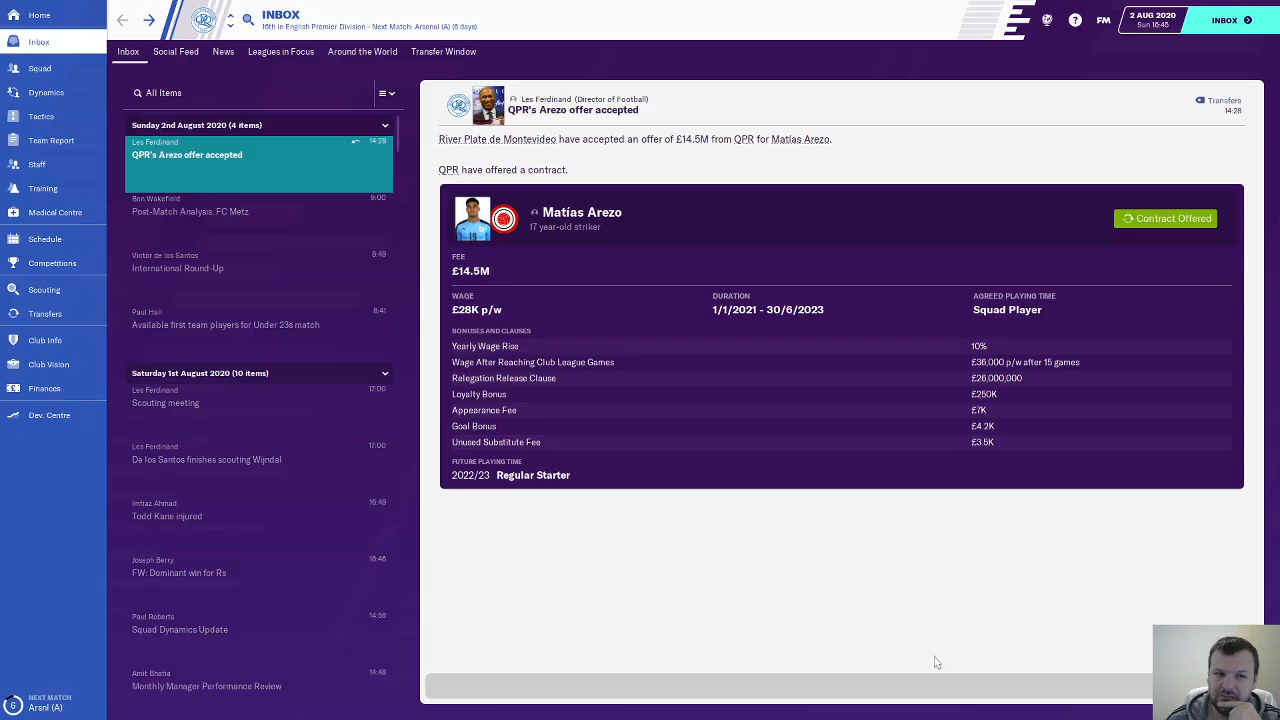 Home
Inbox
Squad
Dynamics
Tactics
Team Report
Staff
Training
Medical Centre
Schedule
Competitions
Scouting
Transfers
Club Info
Club Vision
Finances
Dev. Centre
6
NEXT MATCH
Arsnl (A)
INBOX
16th in English Premier Division - Next Match: Arsenal (A) (6 days)
?
FM
2 AUG 2020
Sun 16:45
INBOX
Inbox
Social Feed
News
Leagues in Focus
Around the World
Transfer Window
All Items
Sunday 2nd August 2020 (4 items)
Les Ferdinand 14:28
QPR's Arezo offer accepted
Ben Wakefield 9:00
Post-Match Analysis: FC Metz
Victor de los Santos 8:49
International Round-Up
Paul Hall 8:41
Available first team players for Under 23s match
Saturday 1st August 2020 (10 items)
Les Ferdinand 17:00
Scouting meeting
Les Ferdinand 17:00
De los Santos finishes scouting Wijndal
Imtiaz Ahmad 16:49
Todd Kane injured
Joseph Berry 16:46
FW: Dominant win for Rs
Paul Roberts 14:56
Squad Dynamics Update
Amit Bhatia 14:48
Monthly Manager Performance Review
Les Ferdinand (Director of Football)
QPR's Arezo offer accepted
Transfers
14:28
River Plate de Montevideo have accepted an offer of £14.5M from QPR for Matías Arezo.
QPR have offered a contract.
19
Matías Arezo
17 year-old striker
Contract Offered
FEE
£14.5M
WAGE DURATION AGREED PLAYING TIME
£28K p/w 1/1/2021 - 30/6/2023 Squad Player
BONUSES AND CLAUSES
Yearly Wage Rise 10%
Wage After Reaching Club League Games £36,000 p/w after 15 games
Relegation Release Clause £26,000,000
Loyalty Bonus £250K
Appearance Fee £7K
Goal Bonus £4.2K
Unused Substitute Fee £3.5K
FUTURE PLAYING TIME
2022/23 Regular Starter